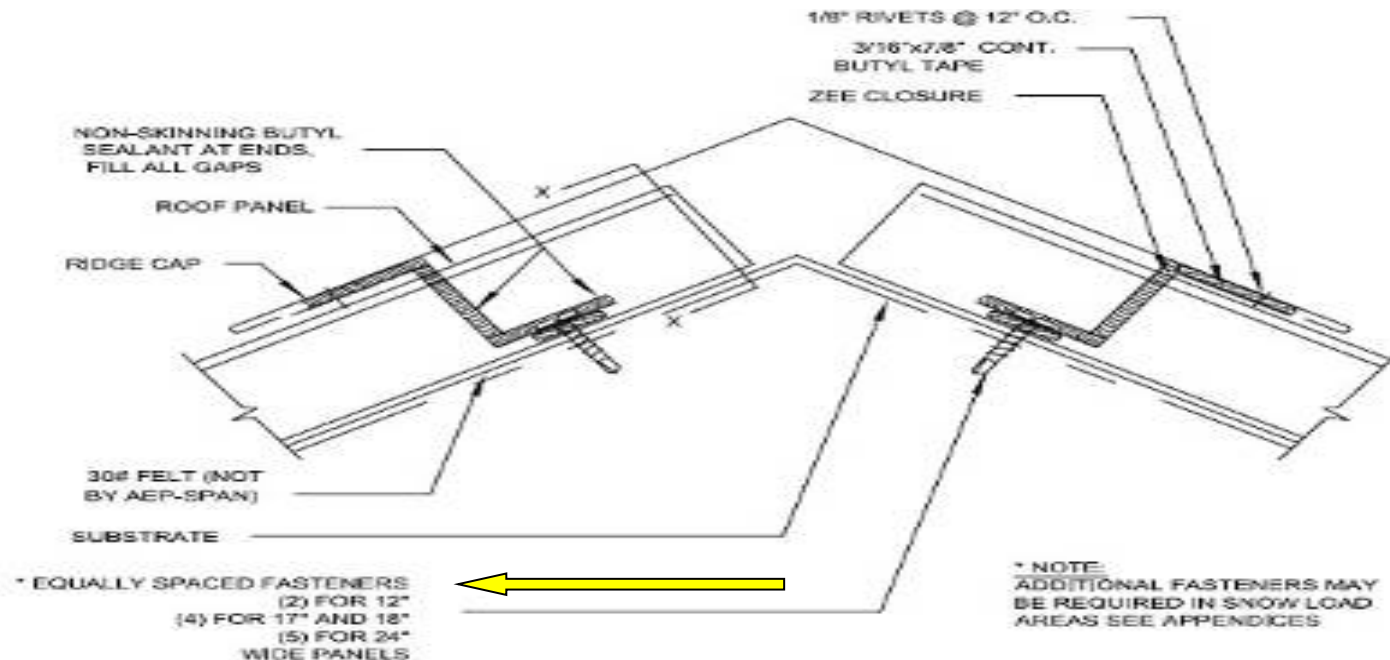 1/8" RIVETS @ 12" O.C.
3/16"x7/8" CONT.
BUTYL TAPE
ZEE CLOSURE
NON-SKINNING BUTYL
SEALANT AT ENDS,
FILL ALL GAPS
ROOF PANEL
RIDGE CAP
X
X
30# FELT (NOT
BY AEP-SPAN)
SUBSTRATE
* EQUALLY SPACED FASTENERS
(2) FOR 12"
(4) FOR 17" AND 18"
(5) FOR 24"
WIDE PANELS
* NOTE:
ADDITIONAL FASTENERS MAY
BE REQUIRED IN SNOW LOAD
AREAS SEE APPENDICES